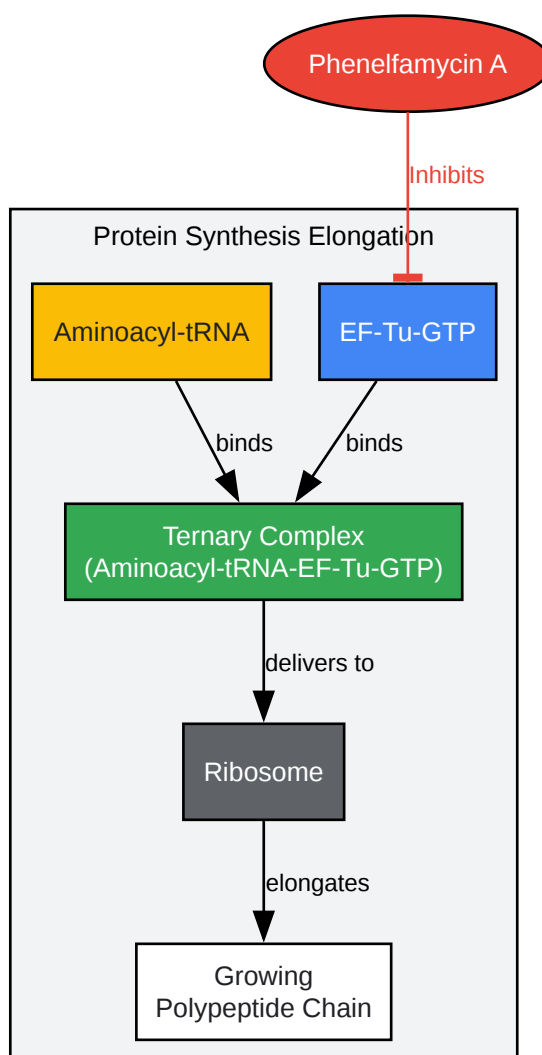 Phenelfamycin A
Inhibits
Protein Synthesis Elongation
Aminoacyl-tRNA
EF-Tu-GTP
binds
binds
Ternary Complex
(Aminoacyl-tRNA-EF-Tu-GTP)
delivers to
Ribosome
elongates
Growing
Polypeptide Chain